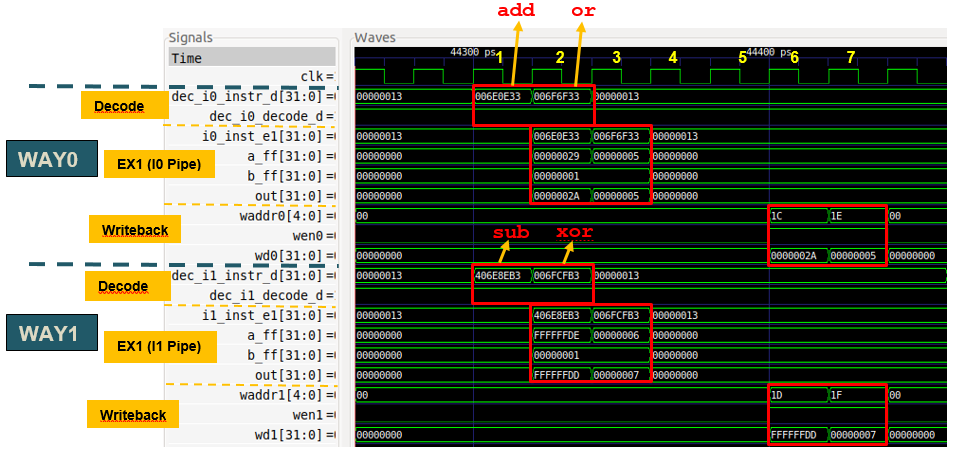 add or
Signals Waves
Time 44300 ps 44400 ps
1 2 3 4 5 6 7
clk=
dec_i0_instr_d[31:0]= 00000013 006E0E33 006F6F33 00000013
Decode
dec_i0_decode_d=
i0_inst_e1[31:0]= 00000013 006E0E33 006F6F33 00000013
WAY0
EX1 (I0 Pipe)
a_ff[31:0]= 00000000 00000029 00000005 00000000
b_ff[31:0]= 00000000 00000001 00000000
out[31:0]= 00000000 0000002A 00000005 00000000
waddr0[4:0]= 00 1C 1E 00
Writeback
wen0
wd0[31:0]= 00000000 0000002A 00000005 00000000
sub xor
dec_i1_instr_d[31:0]= 00000013 406E8EB3 006FCFB3 00000013
Decode
dec_i1_decode_d=
i1_inst_e1[31:0]= 00000013 406E8EB3 006FCFB3 00000013
WAY1
EX1 (I1 Pipe)
a_ff[31:0]= 00000000 FFFFFFDE 00000006 00000000
b_ff[31:0]= 00000000 00000001 00000000
out[31:0]= 00000000 FFFFFFDD 00000007 00000000
waddr1[4:0]= 00 1D 1F 00
Writeback
wen1
wd1[31:0]= 00000000 FFFFFFDD 00000007 00000000